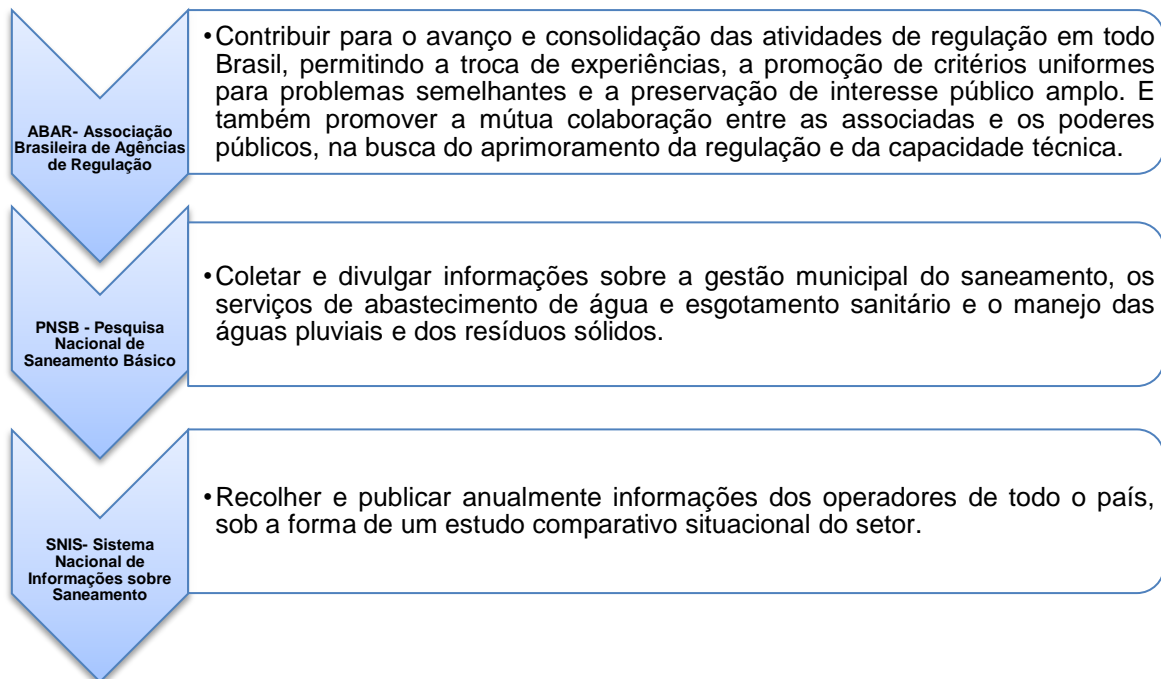 ABAR- Associação
Brasileira de Agências
de Regulação
•Contribuir para o avanço e consolidação das atividades de regulação em todo
Brasil, permitindo a troca de experiências, a promoção de critérios uniformes
para problemas semelhantes e a preservação de interesse público amplo. E
também promover a mútua colaboração entre as associadas e os poderes
públicos, na busca do aprimoramento da regulação e da capacidade técnica.
PNSB - Pesquisa
Nacional de
Saneamento Básico
•Coletar e divulgar informações sobre a gestão municipal do saneamento, os
serviços de abastecimento de água e esgotamento sanitário e o manejo das
águas pluviais e dos resíduos sólidos.
SNIS- Sistema
Nacional de
Informações sobre
Saneamento
•Recolher e publicar anualmente informações dos operadores de todo o país,
sob a forma de um estudo comparativo situacional do setor.